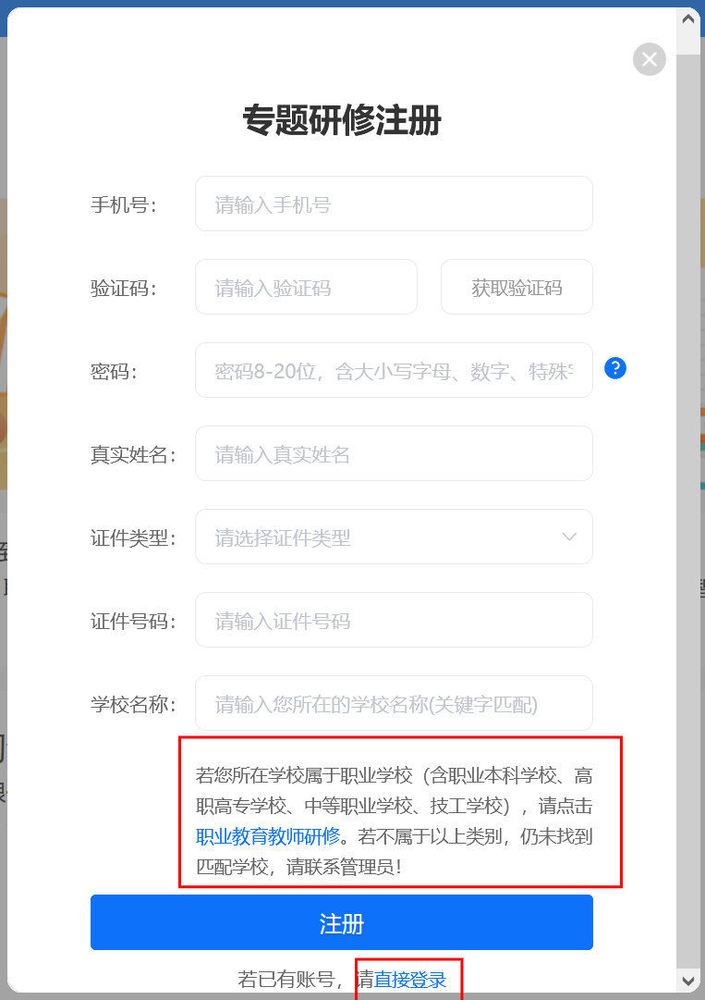 专题研修注册
手机号： 请输入手机号
验证码： 请输入验证码 获取验证码
密码： 密码8-20位，含大小写字母、数字、特殊 ?
真实姓名： 请输入真实姓名
证件类型： 请选择证件类型
证件号码： 请输入证件号码
学校名称： 请输入您所在的学校名称(关键字匹配)
若您所在学校属于职业学校（含职业本科学校、高
职高专学校、中等职业学校、技工学校），请点击
职业教育教师研修。若不属于以上类别，仍未找到
匹配学校，请联系管理员！
注册
若已有账号，请直接登录